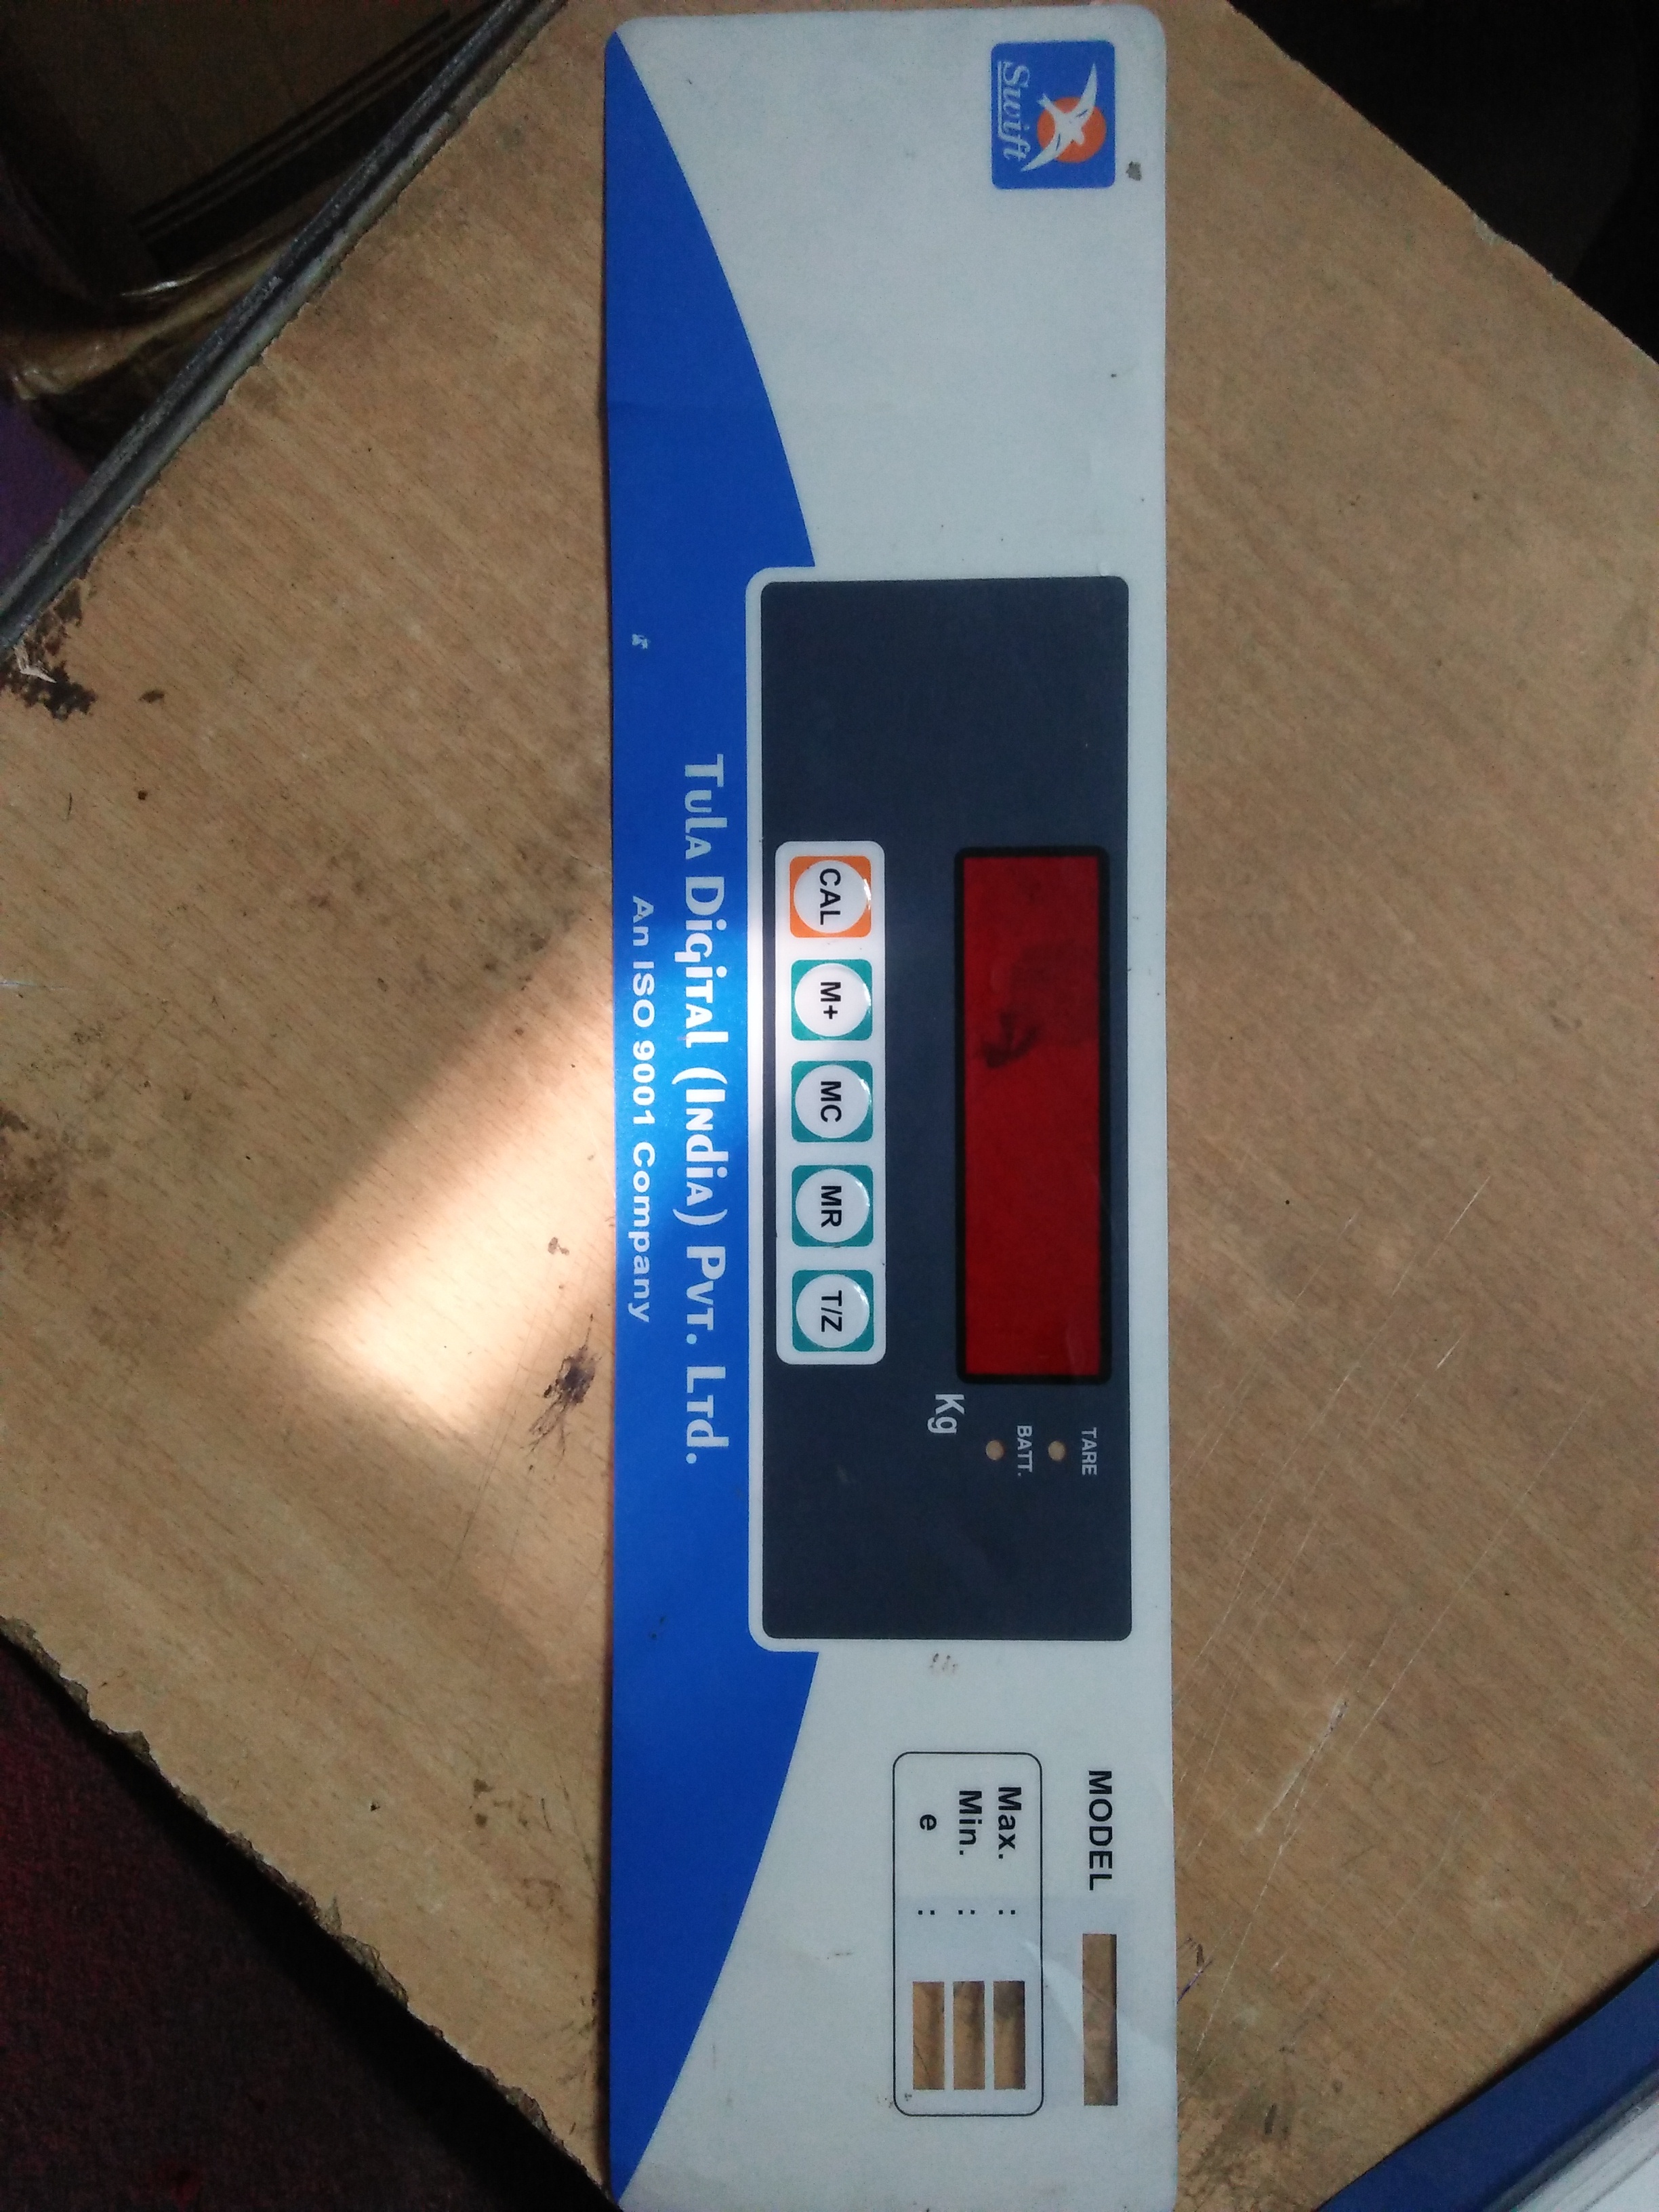 Swift
TARE
BATT.
Kg
CAL M+ MC MR T/Z
Tula Digital (India) Pvt. Ltd.
An ISO 9001 Company
MODEL
Max. :
Min. :
e :